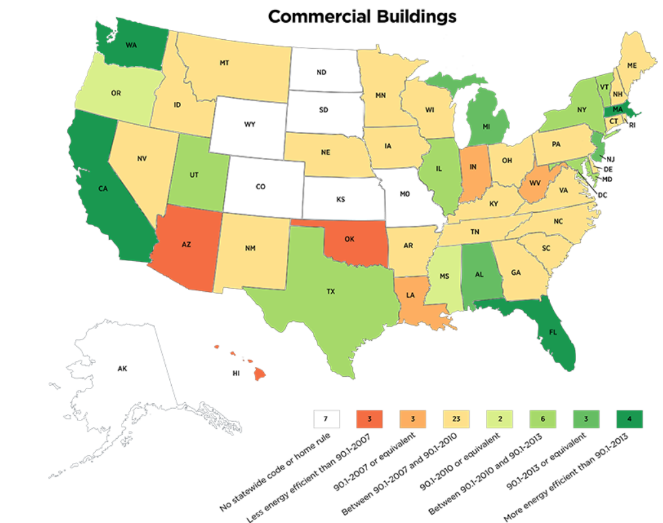 Commercial Buildings
WA
MT
ND
ME
OR
MN
VT
NH
ID
SD
WI
NY
MA
WY
MI
CT
RI
IA
PA
NE
NJ
NV
OH
DE
UT
IL
IN
MD
CO
WV
CA
KS
MO
VA
DC
KY
NC
TN
AZ
OK
NM
AR
SC
MS
AL
GA
LA
TX
FL
AK
HI
7
3
3
23
2
6
3
4
No statewide code or home rule
Less energy efficient than 90.1-2007
90.1-2007 or equivalent
Between 90.1-2007 and 90.1-2010
90.1-2010 or equivalent
Between 90.1-2010 and 90.1-2013
90.1-2013 or equivalent
More energy efficient than 90.1-2013